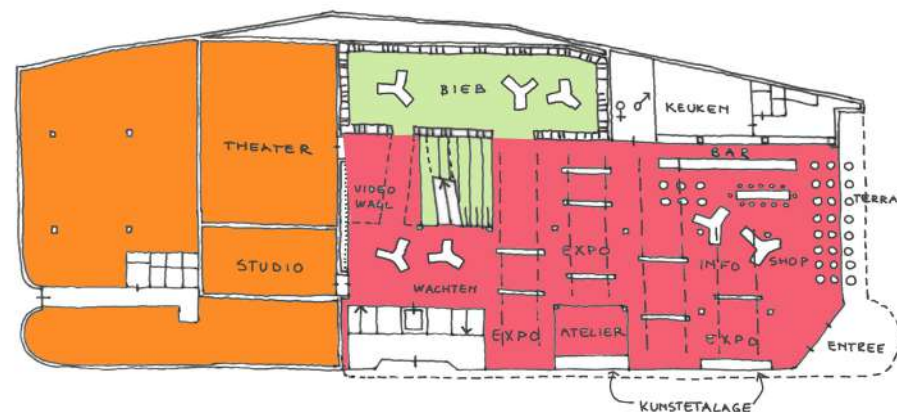 BIEB
KEUKEN
THEATER
BAR
VIDEO
WALL
TERRA
STUDIO
EXPO
INFO
SHOP
WACHTEN
EXPO
ATELIER
EXPO
ENTREE
KUNSTETALAGE